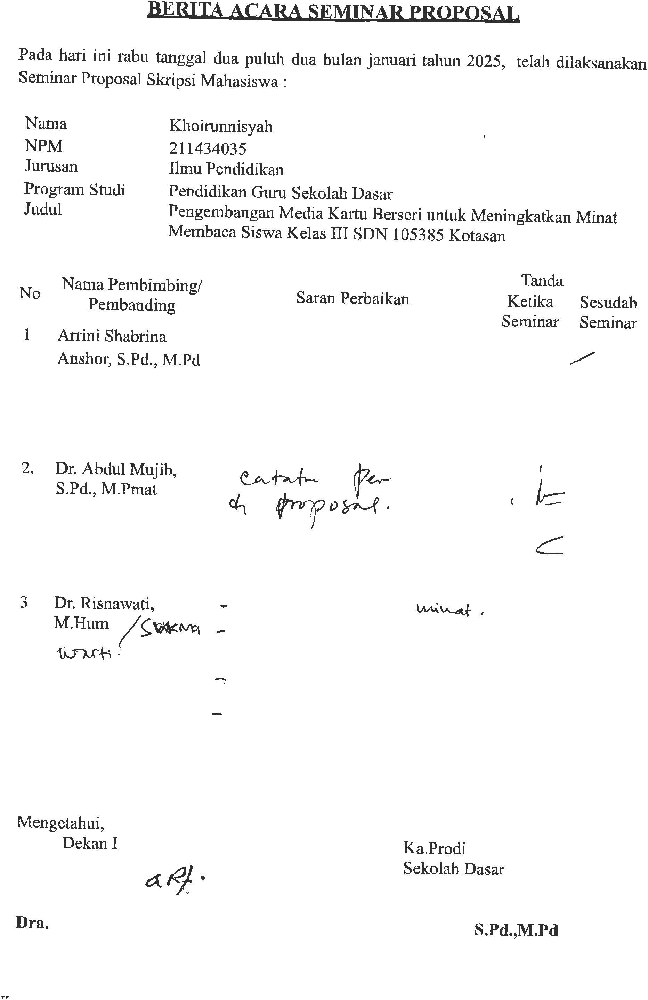 BERITA ACARA SEMINAR PROPOSAL
Pada hari ini rabu tanggal dua puluh dua bulan januari tahun 2025, telah dilaksanakan
Seminar Proposal Skripsi Mahasiswa :
Nama Khoirunnisyah
NPM 211434035
Jurusan Ilmu Pendidikan
Program Studi Pendidikan Guru Sekolah Dasar
Judul Pengembangan Media Kartu Berseri untuk Meningkatkan Minat
Membaca Siswa Kelas III SDN 105385 Kotasan
No Nama Pembimbing/ Pembanding Saran Perbaikan Tanda
Ketika Seminar Sesudah Seminar
1 Arrini Shabrina
Anshor, S.Pd., M.Pd
2. Dr. Abdul Mujib, catatan per
S.Pd., M.Pmat di proposal.
3 Dr. Risnawati, - minat.
M.Hum / Sukma -
warti.
-
-
Mengetahui,
Dekan I
Ka.Prodi
Sekolah Dasar
Dra.
S.Pd.,M.Pd